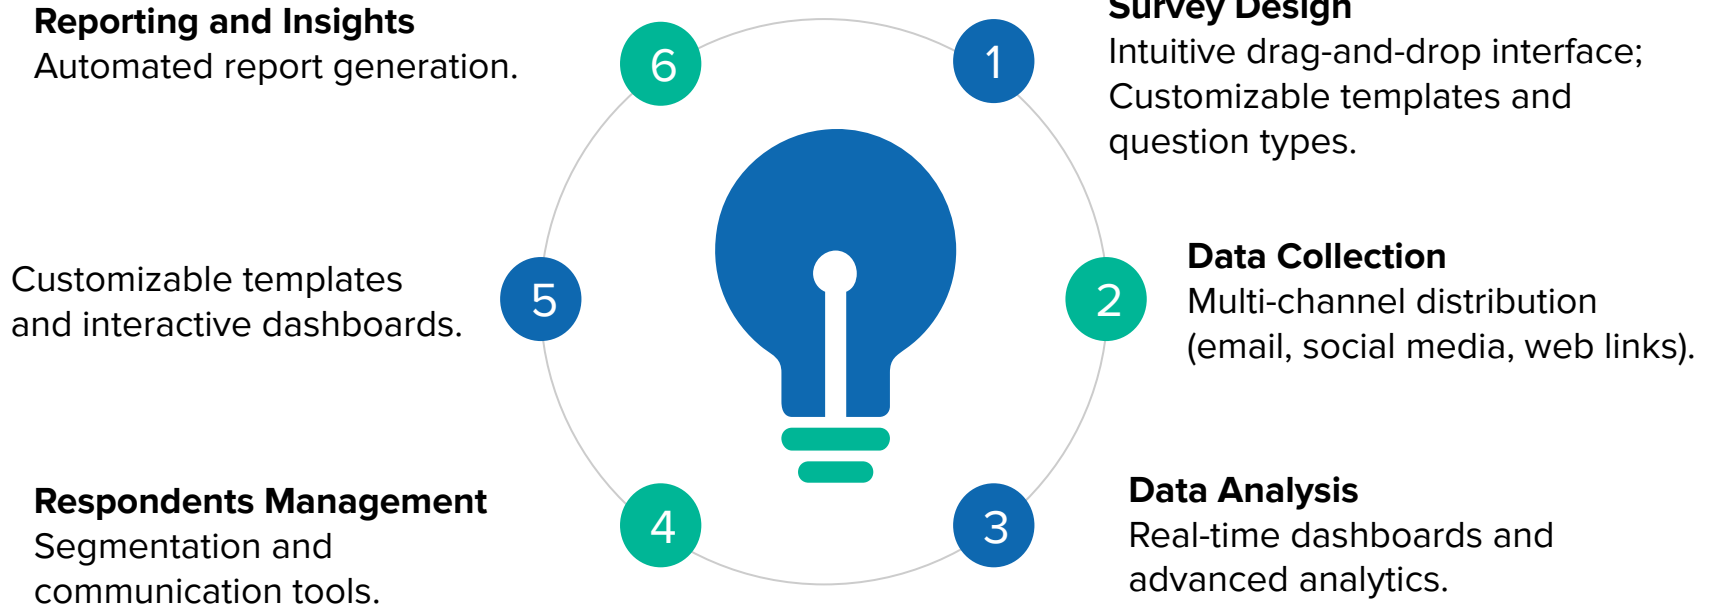 Survey Design
Intuitive drag-and-drop interface;
Customizable templates and
question types.
1
Data Collection
Multi-channel distribution
(email, social media, web links).
2
Data Analysis
Real-time dashboards and
advanced analytics.
3
Respondents Management
Segmentation and
communication tools.
4
Customizable templates
and interactive dashboards.
5
Reporting and Insights
Automated report generation.
6